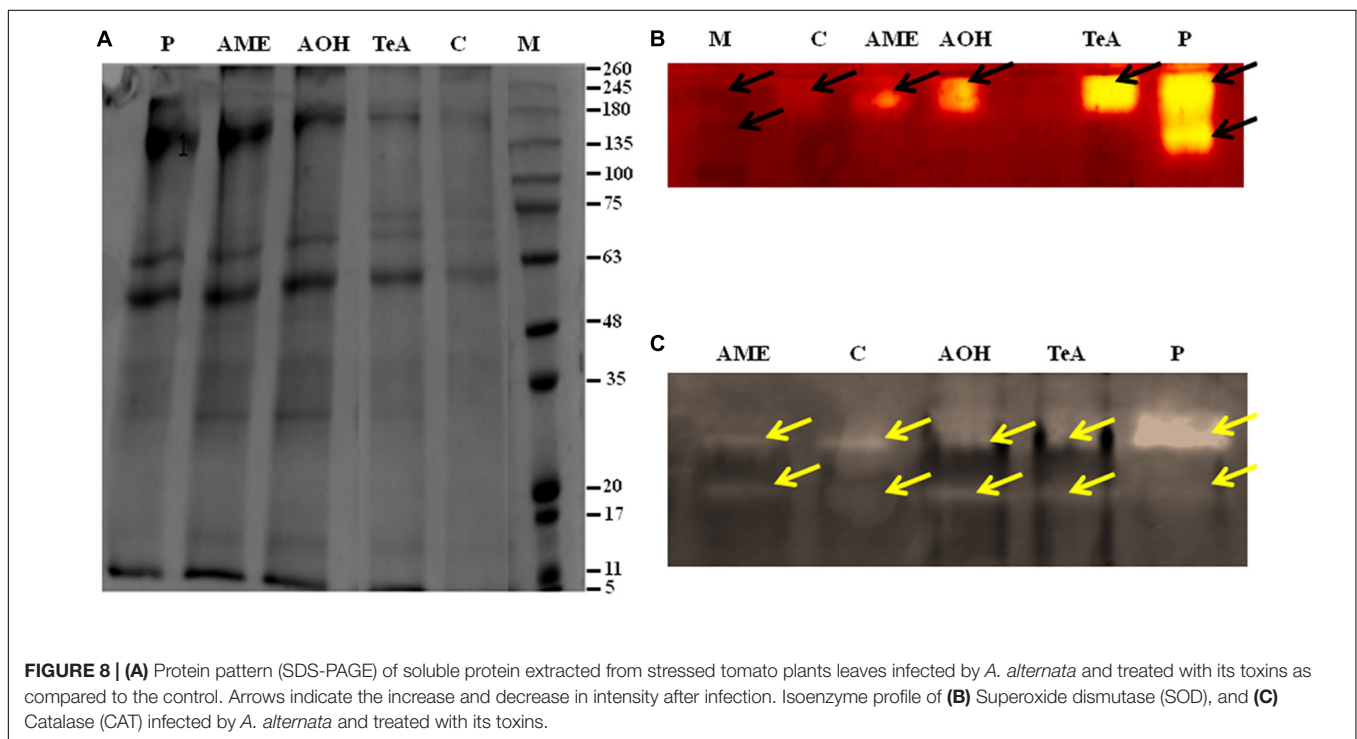 A
P AME AOH TeA C M
260
245
180
135
100
75
63
48
35
20
17
11
5
1
B
M C AME AOH TeA P
C
AME C AOH TeA P
FIGURE 8 | (A) Protein pattern (SDS-PAGE) of soluble protein extracted from stressed tomato plants leaves infected by A. alternata and treated with its toxins as
compared to the control. Arrows indicate the increase and decrease in intensity after infection. Isoenzyme profile of (B) Superoxide dismutase (SOD), and (C)
Catalase (CAT) infected by A. alternata and treated with its toxins.